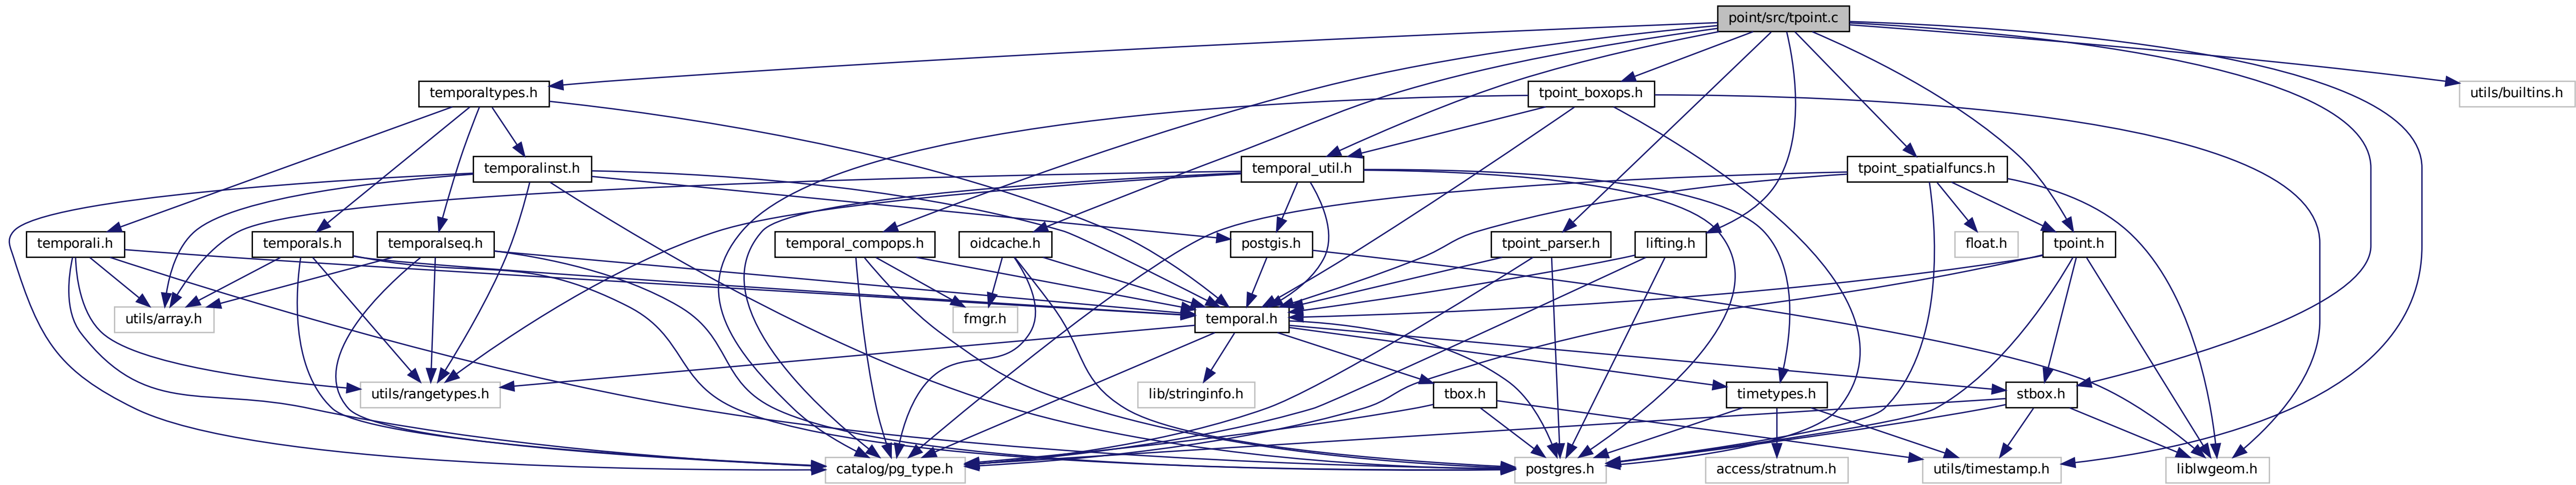 point/src/tpoint.c
temporaltypes.h
tpoint_boxops.h
utils/builtins.h
temporalinst.h
temporal_util.h
tpoint_spatialfuncs.h
temporali.h
temporals.h
temporalseq.h
temporal_compops.h
oidcache.h
postgis.h
tpoint_parser.h
lifting.h
float.h
tpoint.h
utils/array.h
fmgr.h
temporal.h
utils/rangetypes.h
lib/stringinfo.h
tbox.h
timetypes.h
stbox.h
catalog/pg_type.h
postgres.h
access/stratnum.h
utils/timestamp.h
liblwgeom.h